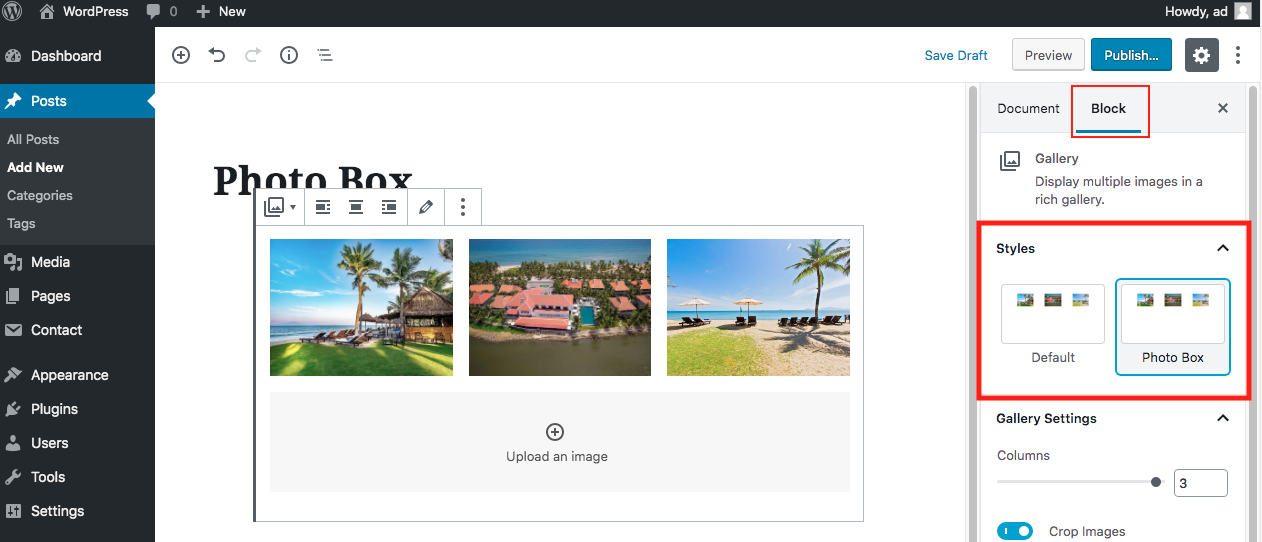 WordPress
0
New
Howdy, ad
Dashboard
Posts
All Posts
Add New
Categories
Tags
Media
Pages
Contact
Appearance
Plugins
Users
Tools
Settings
Save Draft
Preview
Publish...
Photo Box
Upload an image
Document
Block
Gallery
Display multiple images in a
rich gallery.
Styles
Default
Photo Box
Gallery Settings
Columns
3
Crop Images